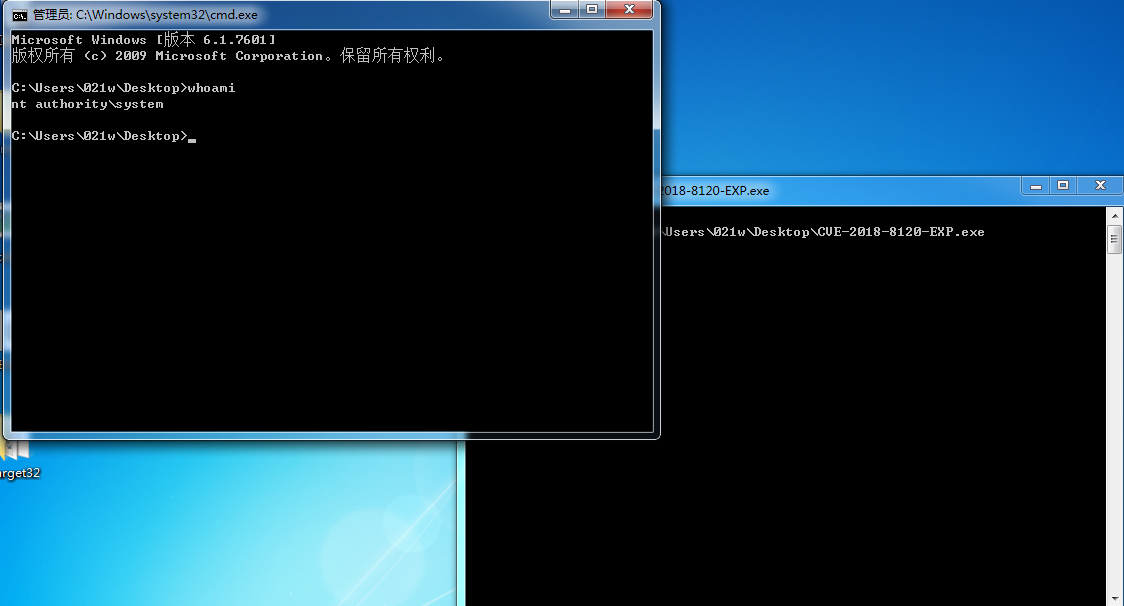 管理员: C:\Windows\system32\cmd.exe
Microsoft Windows [版本 6.1.7601]
版权所有 (c) 2009 Microsoft Corporation。保留所有权利。
C:\Users\021w\Desktop>whoami
nt authority\system
C:\Users\021w\Desktop>
2018-8120-EXP.exe
\Users\021w\Desktop\CVE-2018-8120-EXP.exe
arget32